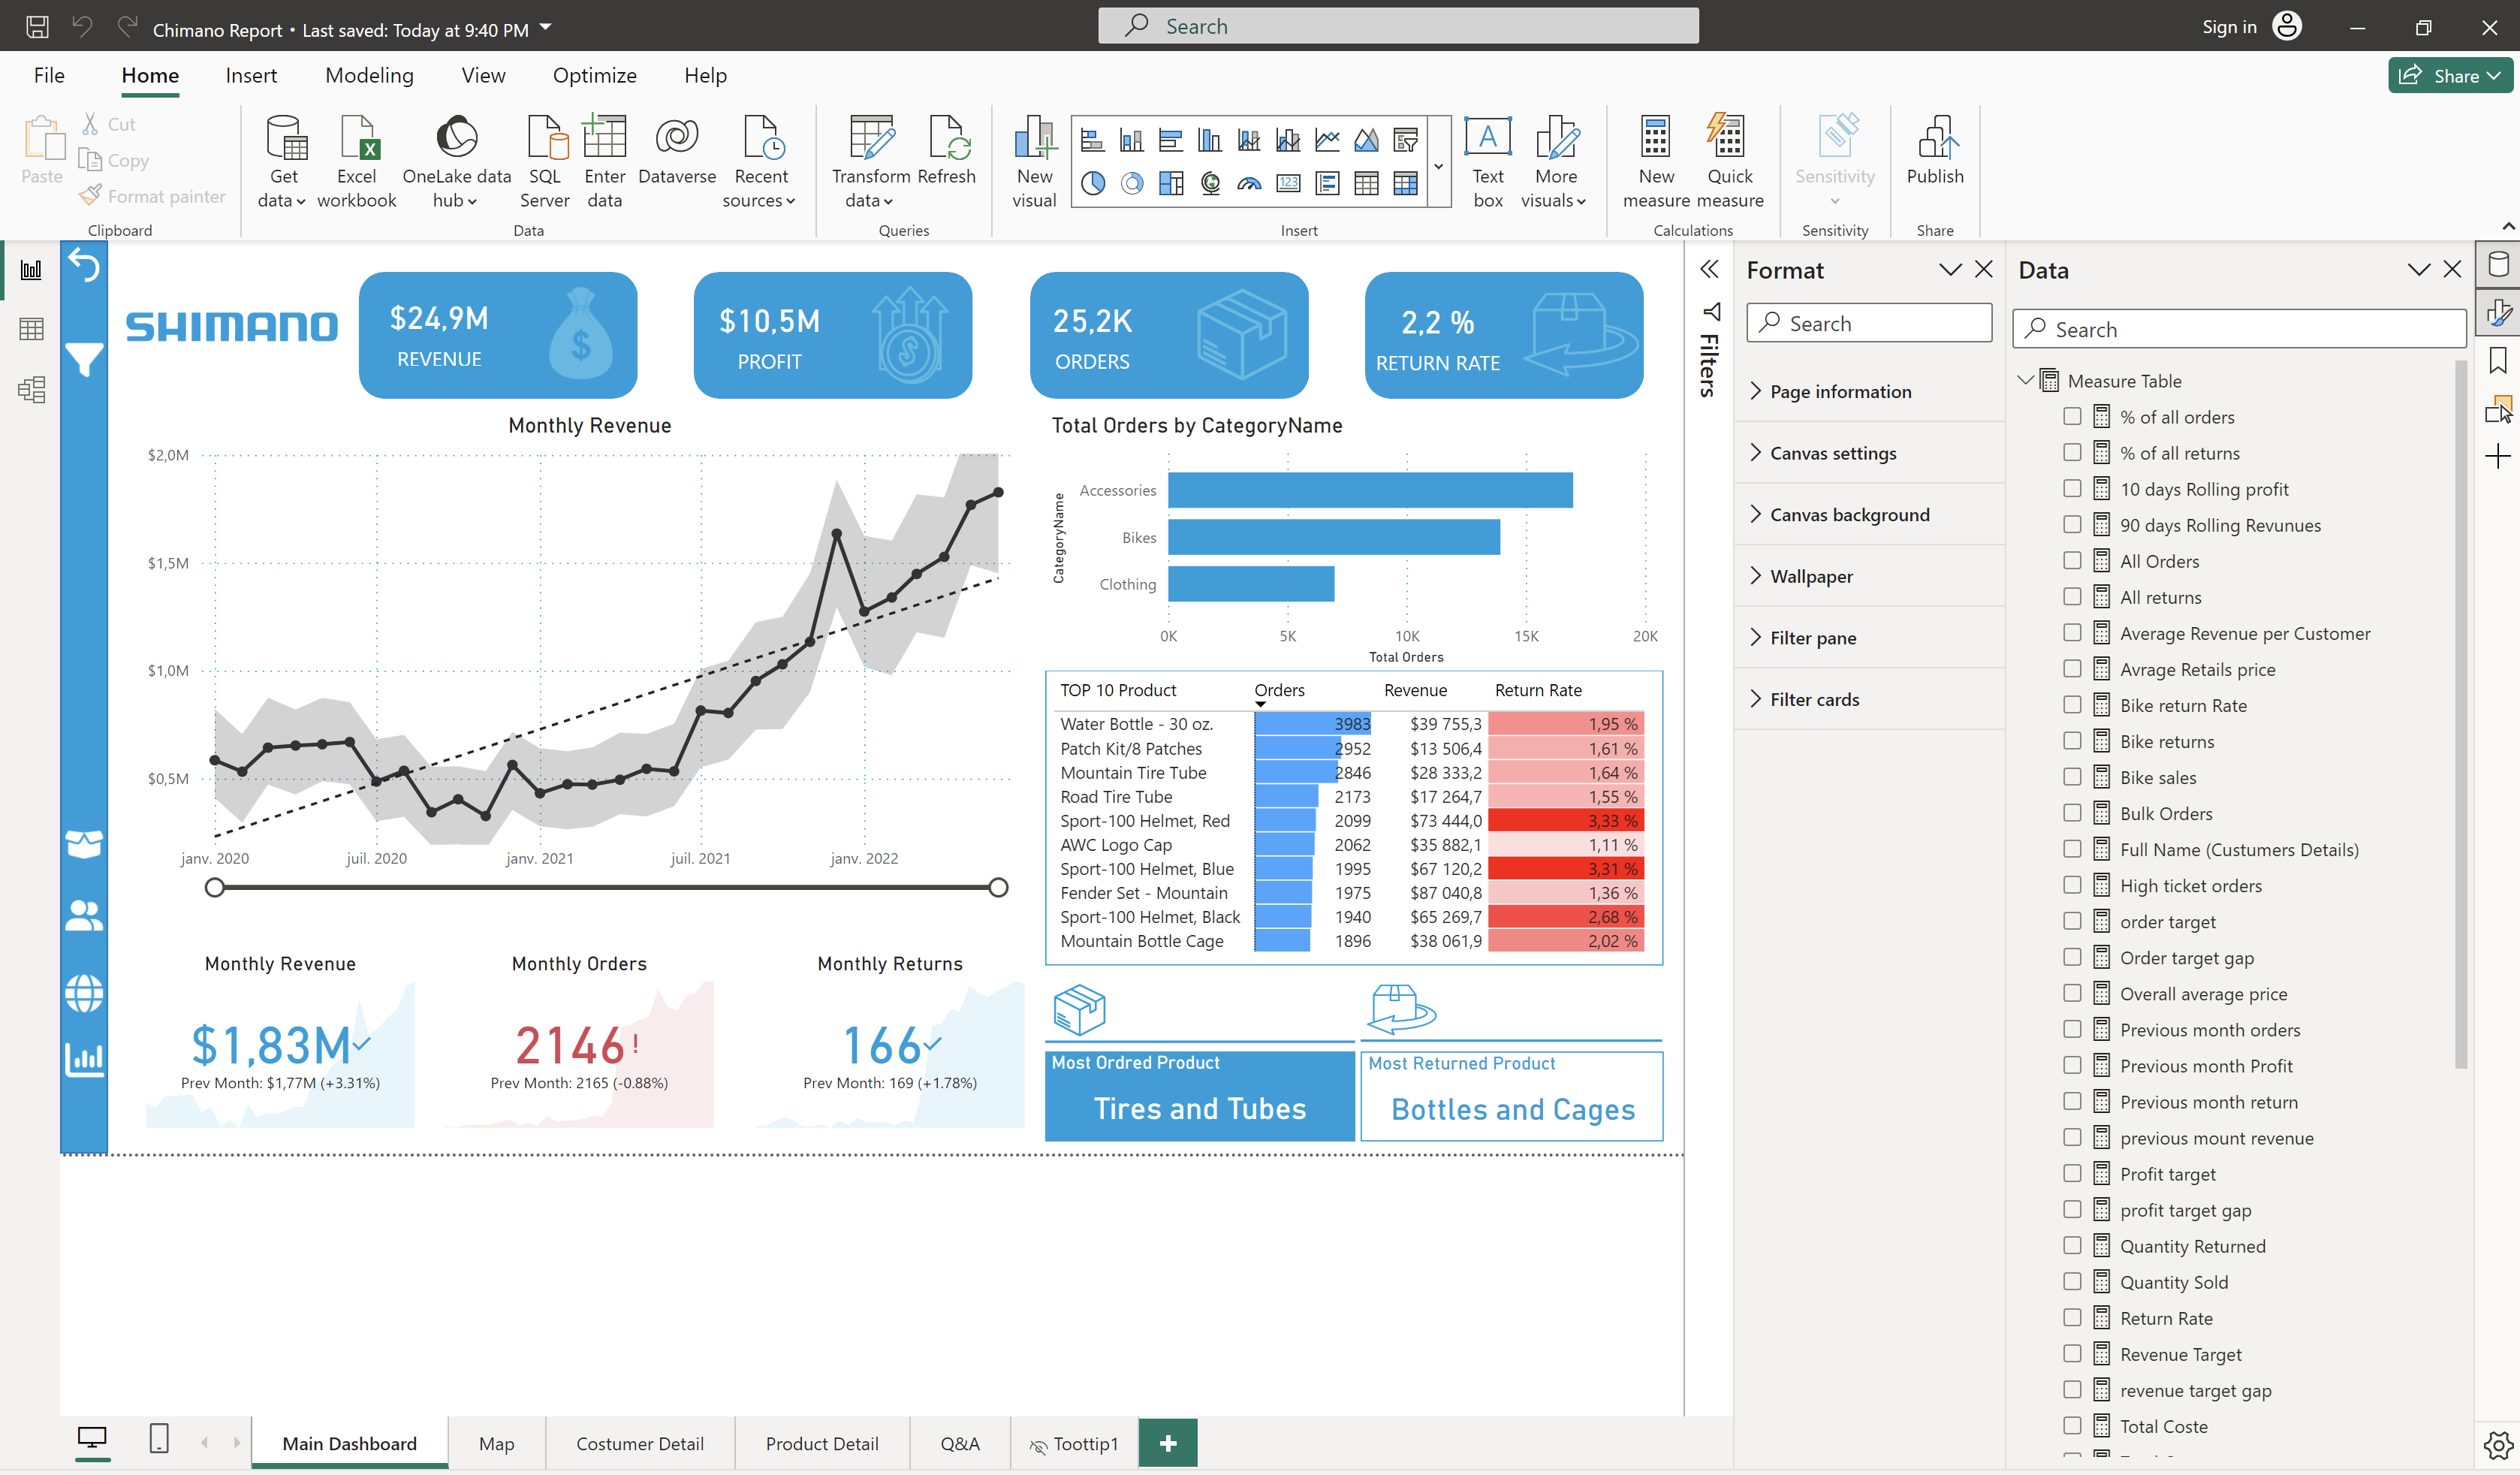 Chimano Report • Last saved: Today at 9:40 PM
Search
Sign in
File
Home
Insert
Modeling
View
Optimize
Help
Share
Paste
Cut
Copy
Format painter
Clipboard
Get data
Excel workbook
OneLake data hub
SQL Server
Enter data
Dataverse
Recent sources
Data
Transform data
Refresh
Queries
New visual
123
A
Text box
More visuals
Insert
New measure
Quick measure
Calculations
Sensitivity
Sensitivity
Publish
Share
SHIMANO
$24,9M
REVENUE
$
$10,5M
PROFIT
$
25,2K
ORDERS
2,2 %
RETURN RATE
Monthly Revenue
$2,0M
$1,5M
$1,0M
$0,5M
janv. 2020
juil. 2020
janv. 2021
juil. 2021
janv. 2022
Total Orders by CategoryName
CategoryName
Accessories
Bikes
Clothing
0K
5K
10K
15K
20K
Total Orders
TOP 10 Product Orders Revenue Return Rate
Water Bottle - 30 oz. 3983 $39 755,3 1,95 %
Patch Kit/8 Patches 2952 $13 506,4 1,61 %
Mountain Tire Tube 2846 $28 333,2 1,64 %
Road Tire Tube 2173 $17 264,7 1,55 %
Sport-100 Helmet, Red 2099 $73 444,0 3,33 %
AWC Logo Cap 2062 $35 882,1 1,11 %
Sport-100 Helmet, Blue 1995 $67 120,2 3,31 %
Fender Set - Mountain 1975 $87 040,8 1,36 %
Sport-100 Helmet, Black 1940 $65 269,7 2,68 %
Mountain Bottle Cage 1896 $38 061,9 2,02 %
Monthly Revenue
$1,83M
Prev Month: $1,77M (+3.31%)
Monthly Orders
2146!
Prev Month: 2165 (-0.88%)
Monthly Returns
166
Prev Month: 169 (+1.78%)
Most Ordred Product
Tires and Tubes
Most Returned Product
Bottles and Cages
Filters
Format
Search
Page information
Canvas settings
Canvas background
Wallpaper
Filter pane
Filter cards
Data
Search
Measure Table
% of all orders
% of all returns
10 days Rolling profit
90 days Rolling Revunues
All Orders
All returns
Average Revenue per Customer
Avrage Retails price
Bike return Rate
Bike returns
Bike sales
Bulk Orders
Full Name (Custumers Details)
High ticket orders
order target
Order target gap
Overall average price
Previous month orders
Previous month Profit
Previous month return
previous mount revenue
Profit target
profit target gap
Quantity Returned
Quantity Sold
Return Rate
Revenue Target
revenue target gap
Total Coste
Main Dashboard
Map
Costumer Detail
Product Detail
Q&A
Toottip1